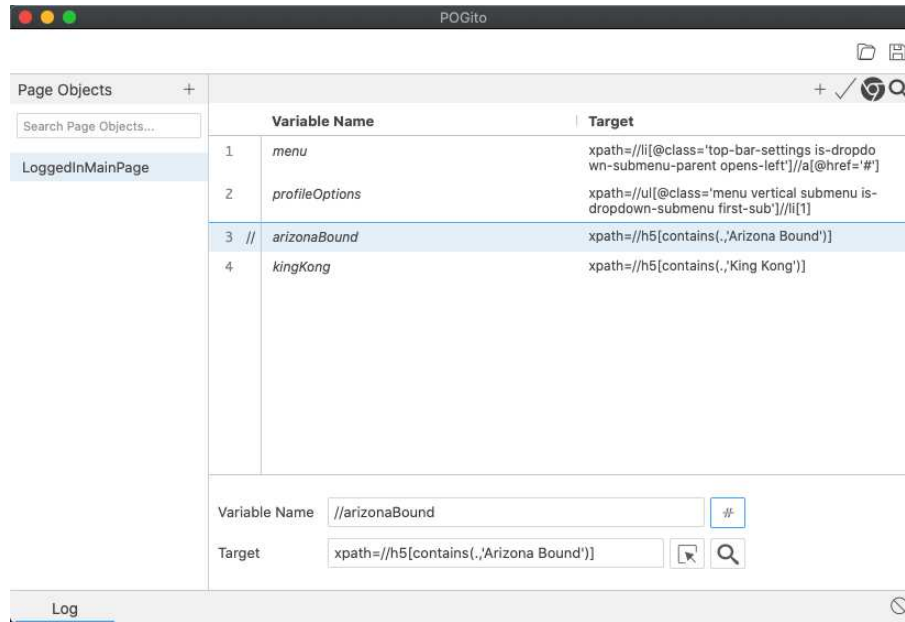 POGito
Page Objects +
+
Search Page Objects...
Variable Name Target
LoggedInMainPage
1 menu xpath=//li[@class='top-bar-settings is-dropdo
wn-submenu-parent opens-left']//a[@href='#']
2 profileOptions xpath=//ul[@class='menu vertical submenu is-
dropdown-submenu first-sub']//li[1]
3 // arizonaBound xpath=//h5[contains(.,'Arizona Bound')]
4 kingKong xpath=//h5[contains(.,'King Kong')]
Variable Name //arizonaBound
Target xpath=//h5[contains(.,'Arizona Bound')]
Log